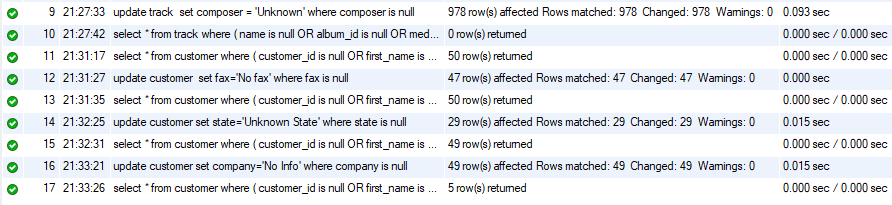 9 21:27:33 update track set composer = 'Unknown' where composer is null 978 row(s) affected Rows matched: 978 Changed: 978 Warnings: 0 0.093 sec
10 21:27:42 select * from track where ( name is null OR album_id is null OR med... 0 row(s) returned 0.000 sec / 0.000 sec
11 21:31:17 select * from customer where ( customer_id is null OR first_name is ... 50 row(s) returned 0.000 sec / 0.000 sec
12 21:31:27 update customer set fax='No fax' where fax is null 47 row(s) affected Rows matched: 47 Changed: 47 Warnings: 0 0.000 sec
13 21:31:35 select * from customer where ( customer_id is null OR first_name is ... 50 row(s) returned 0.000 sec / 0.000 sec
14 21:32:25 update customer set state='Unknown State' where state is null 29 row(s) affected Rows matched: 29 Changed: 29 Warnings: 0 0.015 sec
15 21:32:31 select * from customer where ( customer_id is null OR first_name is ... 49 row(s) returned 0.000 sec / 0.000 sec
16 21:33:21 update customer set company='No Info' where company is null 49 row(s) affected Rows matched: 49 Changed: 49 Warnings: 0 0.015 sec
17 21:33:26 select * from customer where ( customer_id is null OR first_name is ... 5 row(s) returned 0.000 sec / 0.000 sec